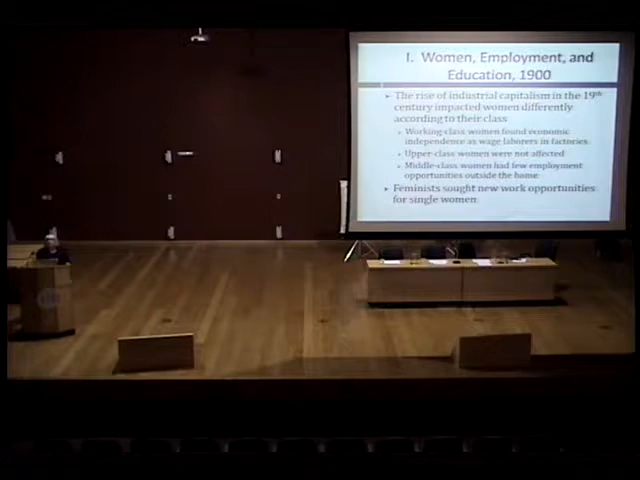 I. Women, Employment, and
Education, 1900
The rise of industrial capitalism in the 19th
century impacted women differently
according to their class
Working-class women found economic
independence as wage laborers in factories.
Upper-class women were not affected
Middle-class women had few employment
opportunities outside the home
Feminists sought new work opportunities
for single women